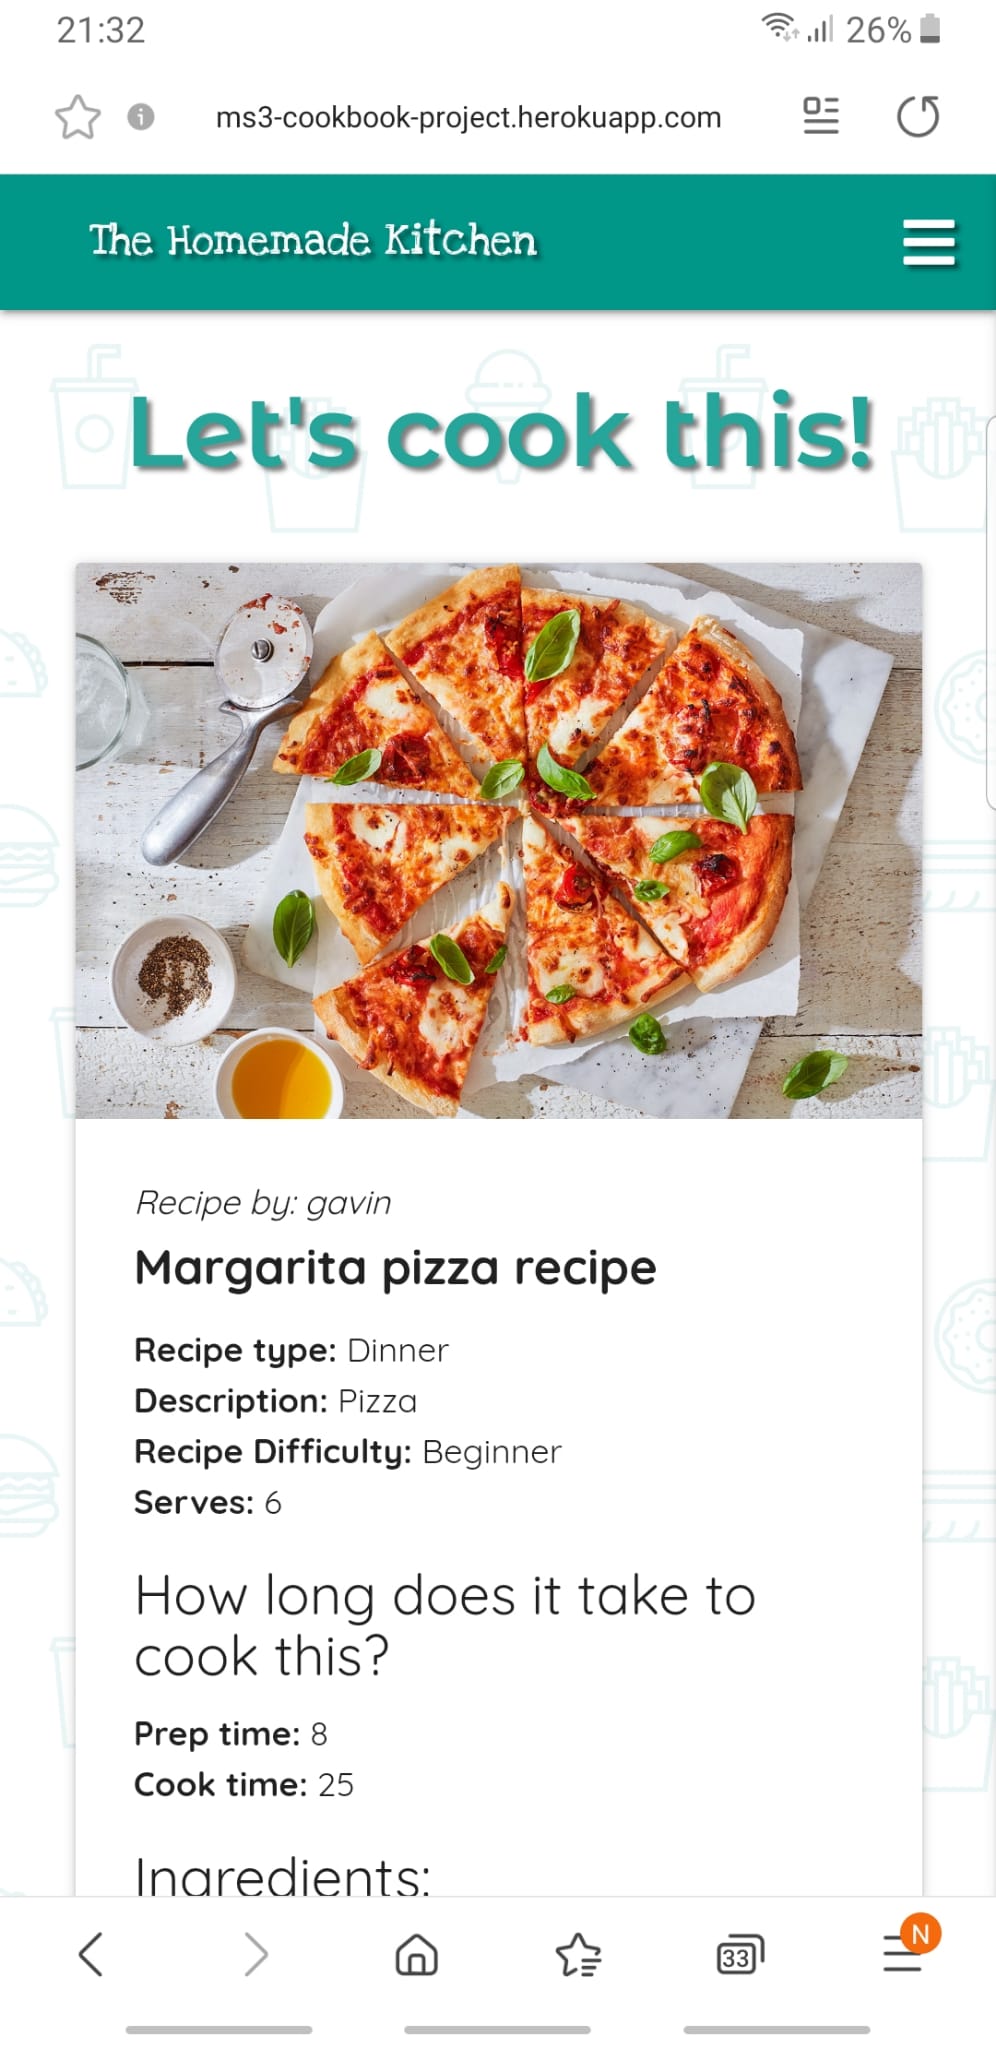 21:32
26%
ms3-cookbook-project.herokuapp.com
The Homemade Kitchen
Let's cook this!
Recipe by: gavin
Margarita pizza recipe
Recipe type: Dinner
Description: Pizza
Recipe Difficulty: Beginner
Serves: 6
How long does it take to
cook this?
Prep time: 8
Cook time: 25
Ingredients:
33
N